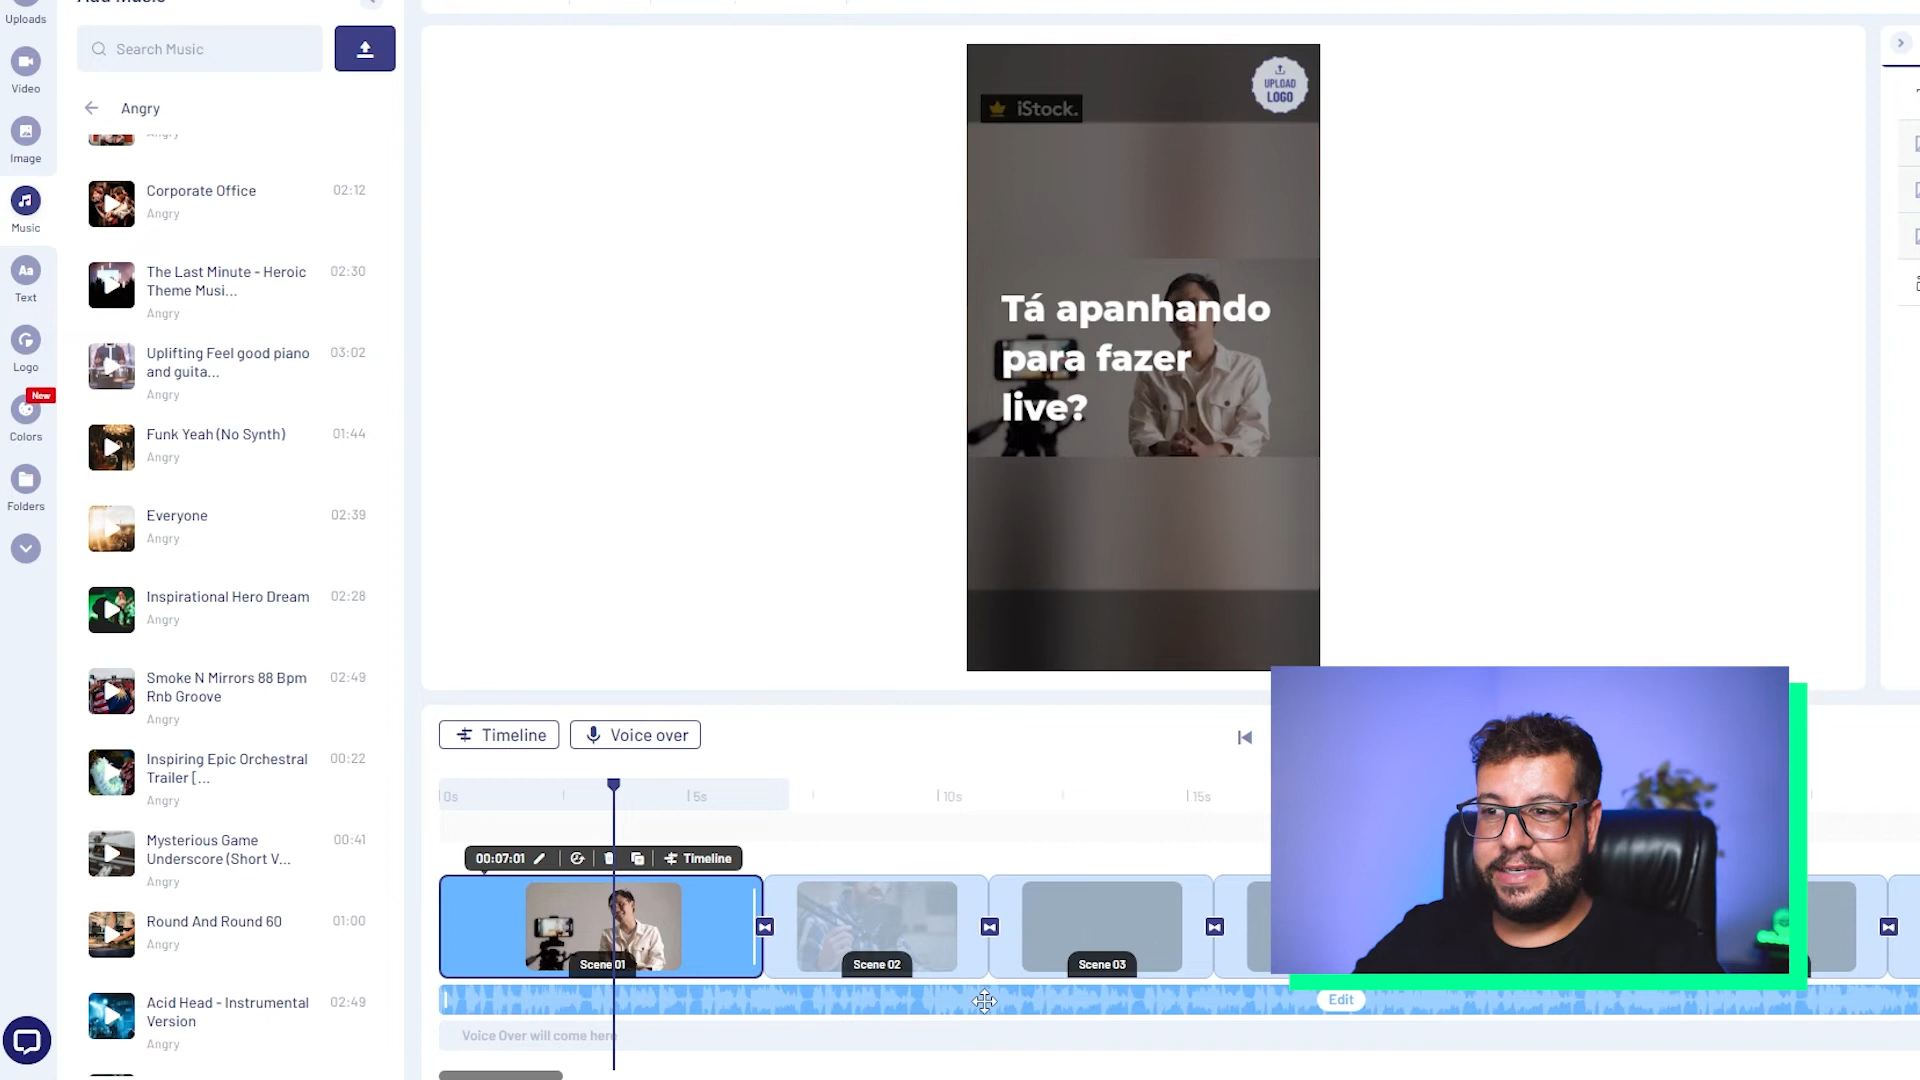 Uploads
Video
Image
Music
Text
Logo
New
Colors
Folders
Add Music
Search Music
Angry
Angry
Corporate Office 02:12
Angry
The Last Minute - Heroic 02:30
Theme Musi...
Angry
Uplifting Feel good piano 03:02
and guita...
Angry
Funk Yeah (No Synth) 01:44
Angry
Everyone 02:39
Angry
Inspirational Hero Dream 02:28
Angry
Smoke N Mirrors 88 Bpm 02:49
Rnb Groove
Angry
Inspiring Epic Orchestral 00:22
Trailer [...
Angry
Mysterious Game 00:41
Underscore (Short V...
Angry
Round And Round 60 01:00
Angry
Acid Head - Instrumental 02:49
Version
Angry
UPLOAD
LOGO
iStock.
Tá apanhando
para fazer
live?
Timeline
Voice over
0s 5s 10s 15s
00:07:01 Timeline
Scene 01
Scene 02
Scene 03
Edit
Voice Over will come here